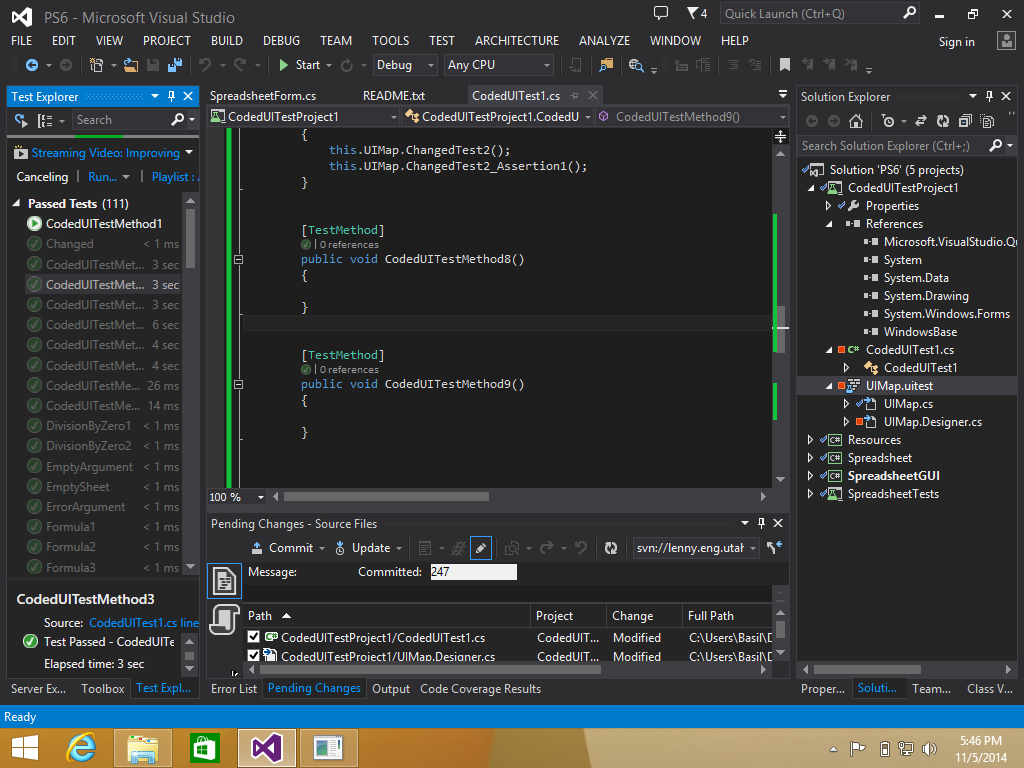 PS6 - Microsoft Visual Studio
4
Quick Launch (Ctrl+Q)
FILE EDIT VIEW PROJECT BUILD DEBUG TEAM TOOLS TEST ARCHITECTURE ANALYZE WINDOW HELP
Sign in
Start
Debug
Any CPU
Test Explorer
Search
Streaming Video: Improving
Canceling | Run... | Playlist :
Passed Tests (111)
CodedUITestMethod1
Changed < 1 ms
CodedUITestMet... 3 sec
CodedUITestMet... 3 sec
CodedUITestMet... 3 sec
CodedUITestMet... 6 sec
CodedUITestMet... 4 sec
CodedUITestMet... 4 sec
CodedUITestMe... 26 ms
CodedUITestMe... 14 ms
DivisionByZero1 < 1 ms
DivisionByZero2 < 1 ms
EmptyArgument < 1 ms
EmptySheet < 1 ms
ErrorArgument < 1 ms
Formula1 < 1 ms
Formula2 < 1 ms
Formula3 < 1 ms
CodedUITestMethod3
Source: CodedUITest1.cs line
Test Passed - CodedUITe
Elapsed time: 3 sec
Server Ex... Toolbox Test Expl...
SpreadsheetForm.cs README.txt CodedUITest1.cs
CodedUITestProject1 CodedUITestProject1.CodedU CodedUITestMethod9()
{
this.UIMap.ChangedTest2();
this.UIMap.ChangedTest2_Assertion1();
}
[TestMethod]
| 0 references
public void CodedUITestMethod8()
{
}
[TestMethod]
| 0 references
public void CodedUITestMethod9()
{
}
100 %
Pending Changes - Source Files
Commit Update svn://lenny.eng.utah
Message: Committed: 247
Path Project Change Full Path
CodedUITestProject1/CodedUITest1.cs CodedUIT... Modified C:\Users\Basil\D
CodedUITestProject1/UIMap.Designer.cs CodedUIT... Modified C:\Users\Basil\D
Error List Pending Changes Output Code Coverage Results
Solution Explorer
Search Solution Explorer (Ctrl+;)
Solution 'PS6' (5 projects)
CodedUITestProject1
Properties
References
Microsoft.VisualStudio.Qu
System
System.Data
System.Drawing
System.Windows.Forms
WindowsBase
C# CodedUITest1.cs
CodedUITest1
UIMap.uitest
UIMap.cs
UIMap.Designer.cs
C# Resources
C# Spreadsheet
C# SpreadsheetGUI
SpreadsheetTests
Proper... Soluti... Team... Class V...
Ready
5:46 PM
11/5/2014